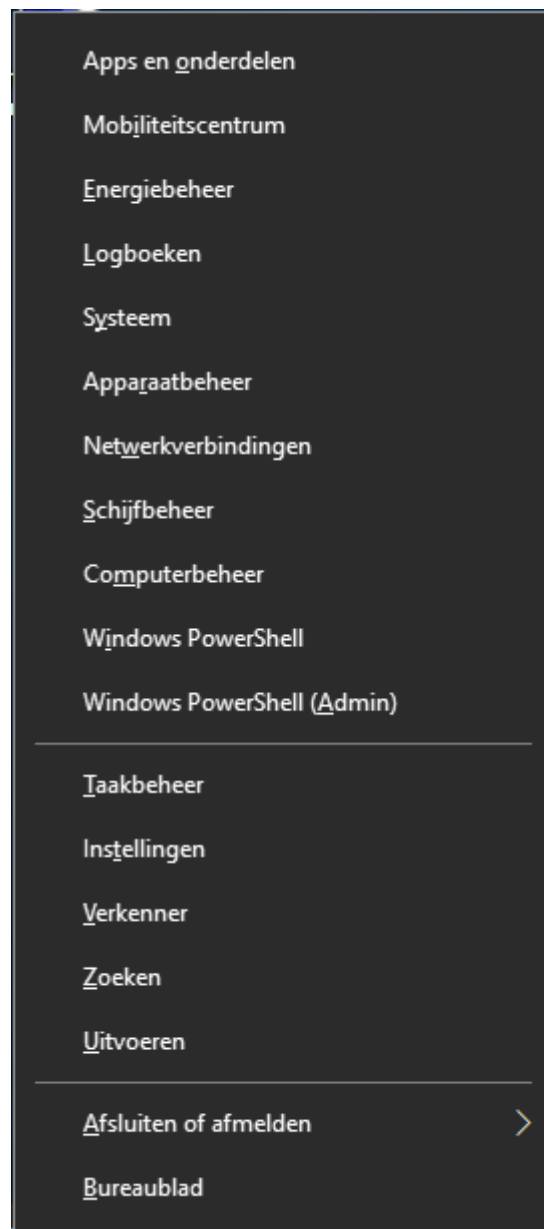 Apps en onderdelen
Mobiliteitscentrum
Energiebeheer
Logboeken
Systeem
Apparaatbeheer
Netwerkverbindingen
Schijfbeheer
Computerbeheer
Windows PowerShell
Windows PowerShell (Admin)
Taakbeheer
Instellingen
Verkenner
Zoeken
Uitvoeren
Afsluiten of afmelden
Bureaublad